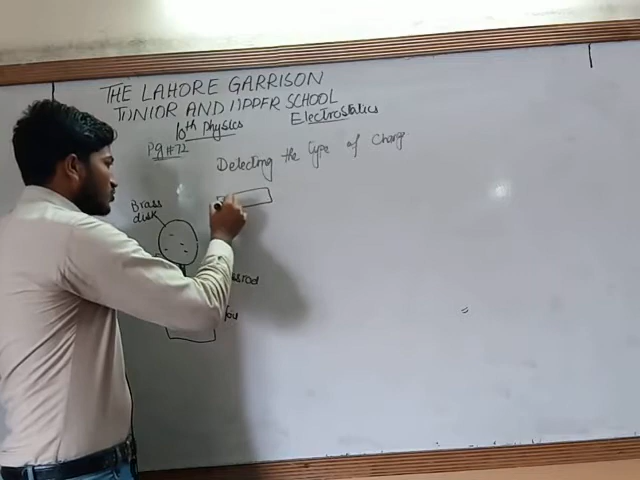 THE LAHORE GARRISON
JUNIOR AND UPPER SCHOOL
10th Physics
Electrostatics
Pg#72
Detecting the type of Charge
Brass
disk